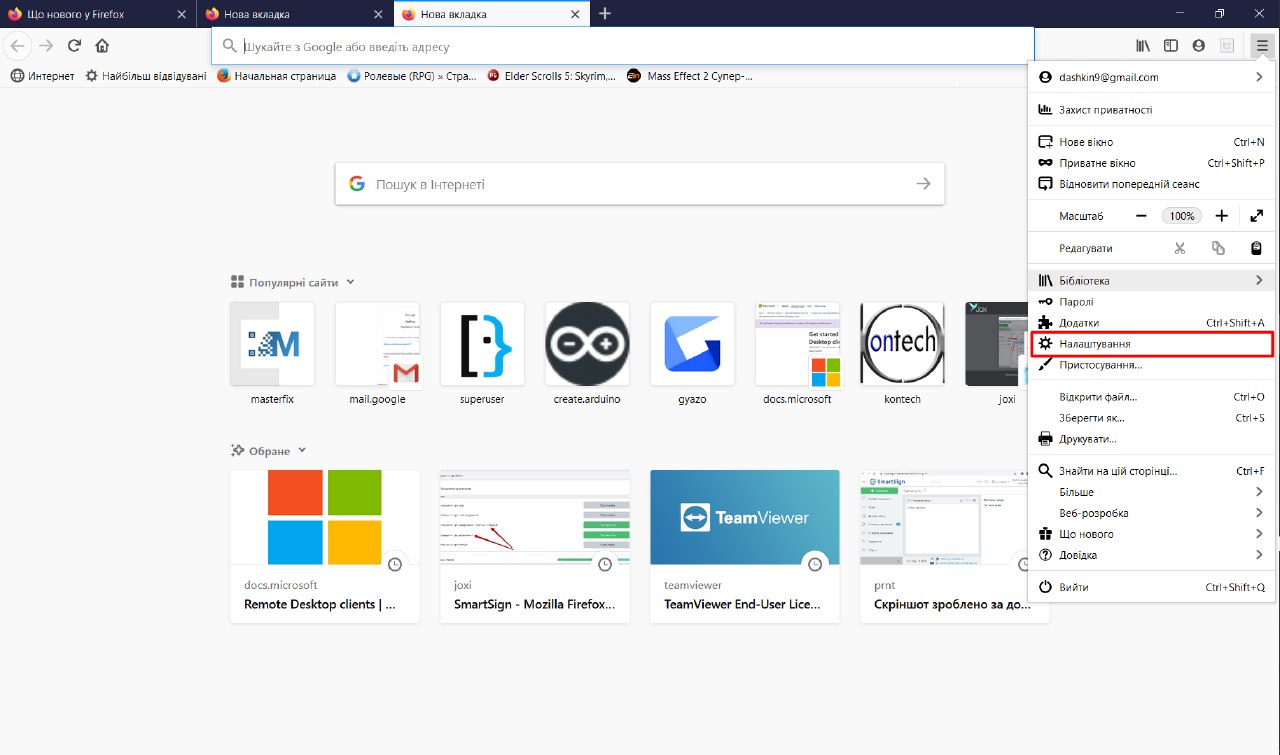 Що нового у Firefox
Нова вкладка
Нова вкладка
Шукайте з Google або введіть адресу
Интернет
Найбільш відвідувані
Начальная страница
Ролевые (RPG) » Стра...
Elder Scrolls 5: Skyrim,...
Mass Effect 2 Супер-...
Пошук в Інтернеті
Популярні сайти
masterfix
mail.google
superuser
create.arduino
gyazo
docs.microsoft
ontech
kontech
JOXI
joxi
Обране
docs.microsoft
Remote Desktop clients | ...
joxi
SmartSign - Mozilla Firefox...
TeamViewer
teamviewer
TeamViewer End-User Lice...
SmartSign
prnt
Скріншот зроблено за до...
dashkin9@gmail.com
Захист приватності
Нове вікно Ctrl+N
Приватне вікно Ctrl+Shift+P
Відновити попередній сеанс
Масштаб 100%
Редагувати
Бібліотека
Паролі
Додатки Ctrl+Shift+A
Налаштування
Пристосування...
Відкрити файл... Ctrl+O
Зберегти як... Ctrl+S
Друкувати...
Знайти на цій сторінці... Ctrl+F
Більше
Веб-розробка
Що нового
Довідка
Вийти Ctrl+Shift+Q